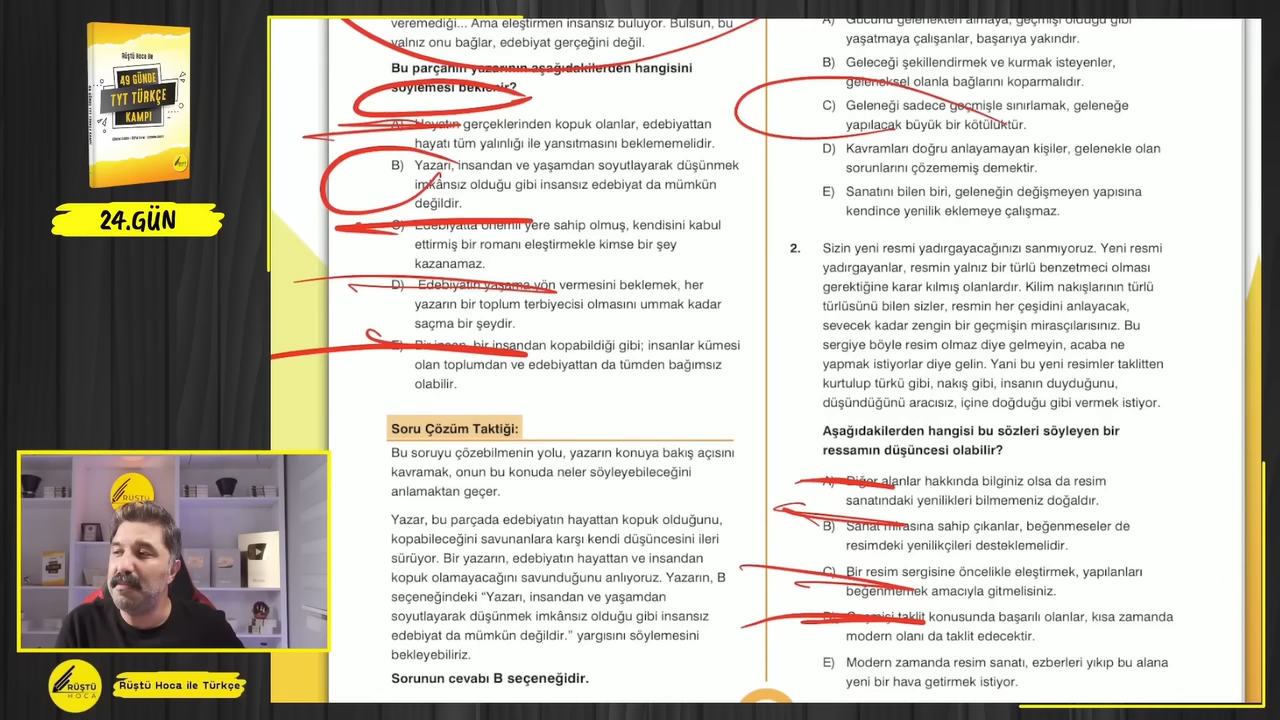 Rüştü Hoca ile
49 GÜNDE
TYT TÜRKÇE
KAMPI
24.GÜN
veremediği... Ama eleştirmen insansız buluyor. Bulsun, bu
yalnız onu bağlar, edebiyat gerçeğini değil.
Bu parçanın yazarının aşağıdakilerden hangisini
söylemesi beklenir?
A) Hayatın gerçeklerinden kopuk olanlar, edebiyattan
hayatı tüm yalınlığı ile yansıtmasını beklememelidir.
B) Yazarı, insandan ve yaşamdan soyutlayarak düşünmek
imkânsız olduğu gibi insansız edebiyat da mümkün
değildir.
C) Edebiyatta önemli yere sahip olmuş, kendisini kabul
ettirmiş bir romanı eleştirmekle kimse bir şey
kazanamaz.
D) Edebiyatın yaşama yön vermesini beklemek, her
yazarın bir toplum terbiyecisi olmasını ummak kadar
saçma bir şeydir.
E) Bir insan, bir insandan kopabildiği gibi; insanlar kümesi
olan toplumdan ve edebiyattan da tümden bağımsız
olabilir.
Soru Çözüm Taktiği:
Bu soruyu çözebilmenin yolu, yazarın konuya bakış açısını
kavramak, onun bu konuda neler söyleyebileceğini
anlamaktan geçer.
Yazar, bu parçada edebiyatın hayattan kopuk olduğunu,
kopabileceğini savunanlara karşı kendi düşüncesini ileri
sürüyor. Bir yazarın, edebiyatın hayattan ve insandan
kopuk olamayacağını savunduğunu anlıyoruz. Yazarın, B
seçeneğindeki “Yazarı, insandan ve yaşamdan
soyutlayarak düşünmek imkânsız olduğu gibi insansız
edebiyat da mümkün değildir.” yargısını söylemesini
bekleyebiliriz.
Sorunun cevabı B seçeneğidir.
A) Gücünü gelenekten almaya, geçmişi olduğu gibi
yaşatmaya çalışanlar, başarıya yakındır.
B) Geleceği şekillendirmek ve kurmak isteyenler,
geleneksel olanla bağlarını koparmalıdır.
C) Geleneği sadece geçmişle sınırlamak, geleneğe
yapılacak büyük bir kötülüktür.
D) Kavramları doğru anlayamayan kişiler, gelenekle olan
sorunlarını çözememiş demektir.
E) Sanatını bilen biri, geleneğin değişmeyen yapısına
kendince yenilik eklemeye çalışmaz.
2. Sizin yeni resmi yadırgayacağınızı sanmıyoruz. Yeni resmi
yadırgayanlar, resmin yalnız bir türlü benzetmeci olması
gerektiğine karar kılmış olanlardır. Kilim nakışlarının türlü
türlüsünü bilen sizler, resmin her çeşidini anlayacak,
sevecek kadar zengin bir geçmişin mirasçılarısınız. Bu
sergiye böyle resim olmaz diye gelmeyin, acaba ne
yapmak istiyorlar diye gelin. Yani bu yeni resimler taklitten
kurtulup türkü gibi, nakış gibi, insanın duyduğunu,
düşündüğünü aracısız, içine doğduğu gibi vermek istiyor.
Aşağıdakilerden hangisi bu sözleri söyleyen bir
ressamın düşüncesi olabilir?
A) Diğer alanlar hakkında bilginiz olsa da resim
sanatındaki yenilikleri bilmemeniz doğaldır.
B) Sanat mirasına sahip çıkanlar, beğenmeseler de
resimdeki yenilikçileri desteklemelidir.
C) Bir resim sergisine öncelikle eleştirmek, yapılanları
beğenmemek amacıyla gitmelisiniz.
D) Geçmişi taklit konusunda başarılı olanlar, kısa zamanda
modern olanı da taklit edecektir.
E) Modern zamanda resim sanatı, ezberleri yıkıp bu alana
yeni bir hava getirmek istiyor.
RÜŞTÜ
RÜŞTÜ
HOCA
Rüştü Hoca ile Türkçe